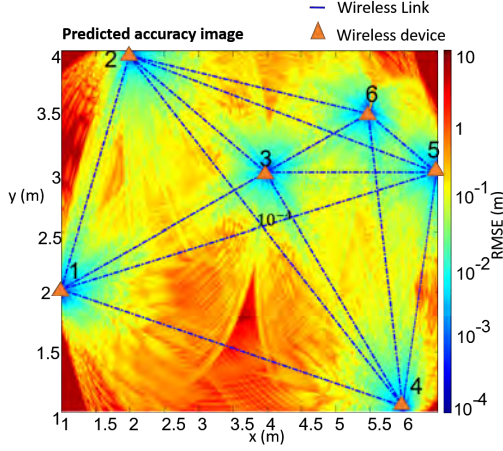 Wireless Link
Predicted accuracy image
Wireless device
4
3.5
3
2.5
2
1.5
1
y (m)
2
6
3
5
1
4
1 1.5 2 2.5 3 3.5 4 4.5 5 5.5 6
x (m)
10
1
10⁻¹
10⁻²
10⁻³
10⁻⁴
RMSE (m)